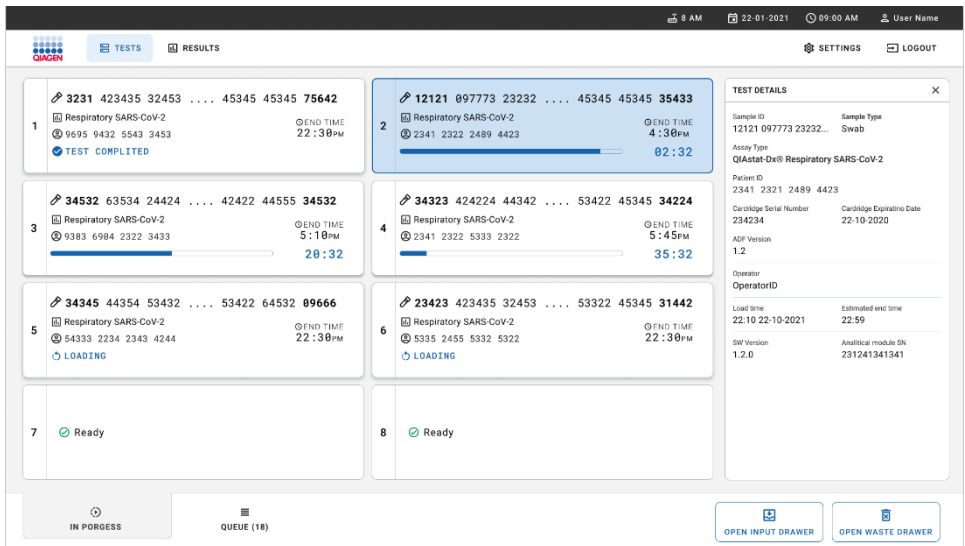 8 AM 22-01-2021 09:00 AM User Name
QIAGEN TESTS RESULTS SETTINGS LOGOUT
1
3231 423435 32453 .... 45345 45345 75642
Respiratory SARS-CoV-2
9695 9432 5543 3453
TEST COMPLITED
END TIME
22:30PM
2
12121 097773 23232 .... 45345 45345 35433
Respiratory SARS-CoV-2
2341 2322 2489 4423
END TIME
4:30PM
02:32
3
34532 63534 24424 .... 42422 44555 34532
Respiratory SARS-CoV-2
9383 6904 2322 3433
END TIME
5:10PM
20:32
4
34323 424224 44342 .... 53422 45345 34224
Respiratory SARS-CoV-2
2341 2322 5333 2322
END TIME
5:45PM
35:32
5
34345 44354 53432 .... 53422 64532 09666
Respiratory SARS-CoV-2
54333 2234 2343 4244
LOADING
END TIME
22:30PM
6
23423 423435 32453 .... 53322 45345 31442
Respiratory SARS-CoV-2
5335 2455 5332 5322
LOADING
END TIME
22:30PM
7
Ready
8
Ready
TEST DETAILS
Sample ID Sample Type
12121 097773 23232... Swab
Assay Type
QIAstat-Dx® Respiratory SARS-CoV-2
Patient ID
2341 2321 2489 4423
Cardridge Serial Number Cardridge Expiratino Date
234234 22-10-2020
ADF Version
1.2
Operator
OperatorID
Load time Estimated end time
22:10 22-10-2021 22:59
SW Version Analitical module SN
1.2.0 231241341341
IN PORGESS
QUEUE (18)
OPEN INPUT DRAWER
OPEN WASTE DRAWER